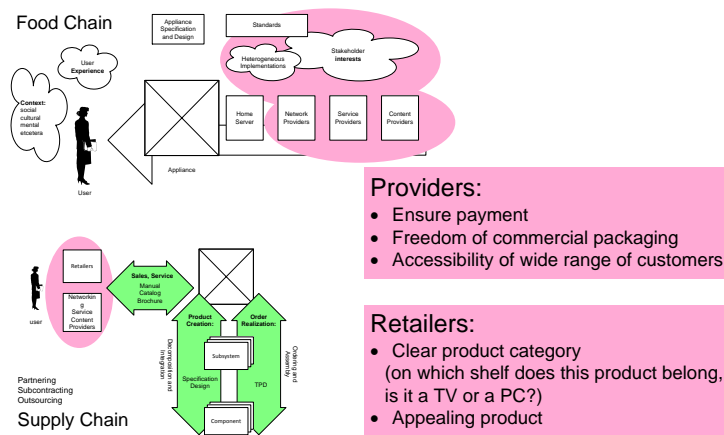 Food Chain
Appliance
Specification
and Design
Standards
User
Experience
Heterogeneous
Implementations
Stakeholder
interests
Context:
social
cultural
mental
etcetera
Home
Server
Network
Providers
Service
Providers
Content
Providers
Appliance
User
Providers:
• Ensure payment
• Freedom of commercial packaging
• Accessibility of wide range of customers
Retailers
Networkin
g
Service
Content
Providers
user
Sales, Service
Manual
Catalog
Brochure
Product
Creation:
Order
Realization:
Decomposition and
Integration
Ordering and
Assembly
Subsystem
Specification
Design
TPD
Component
Partnering
Subcontracting
Outsourcing
Supply Chain
Retailers:
• Clear product category
(on which shelf does this product belong,
is it a TV or a PC?)
• Appealing product